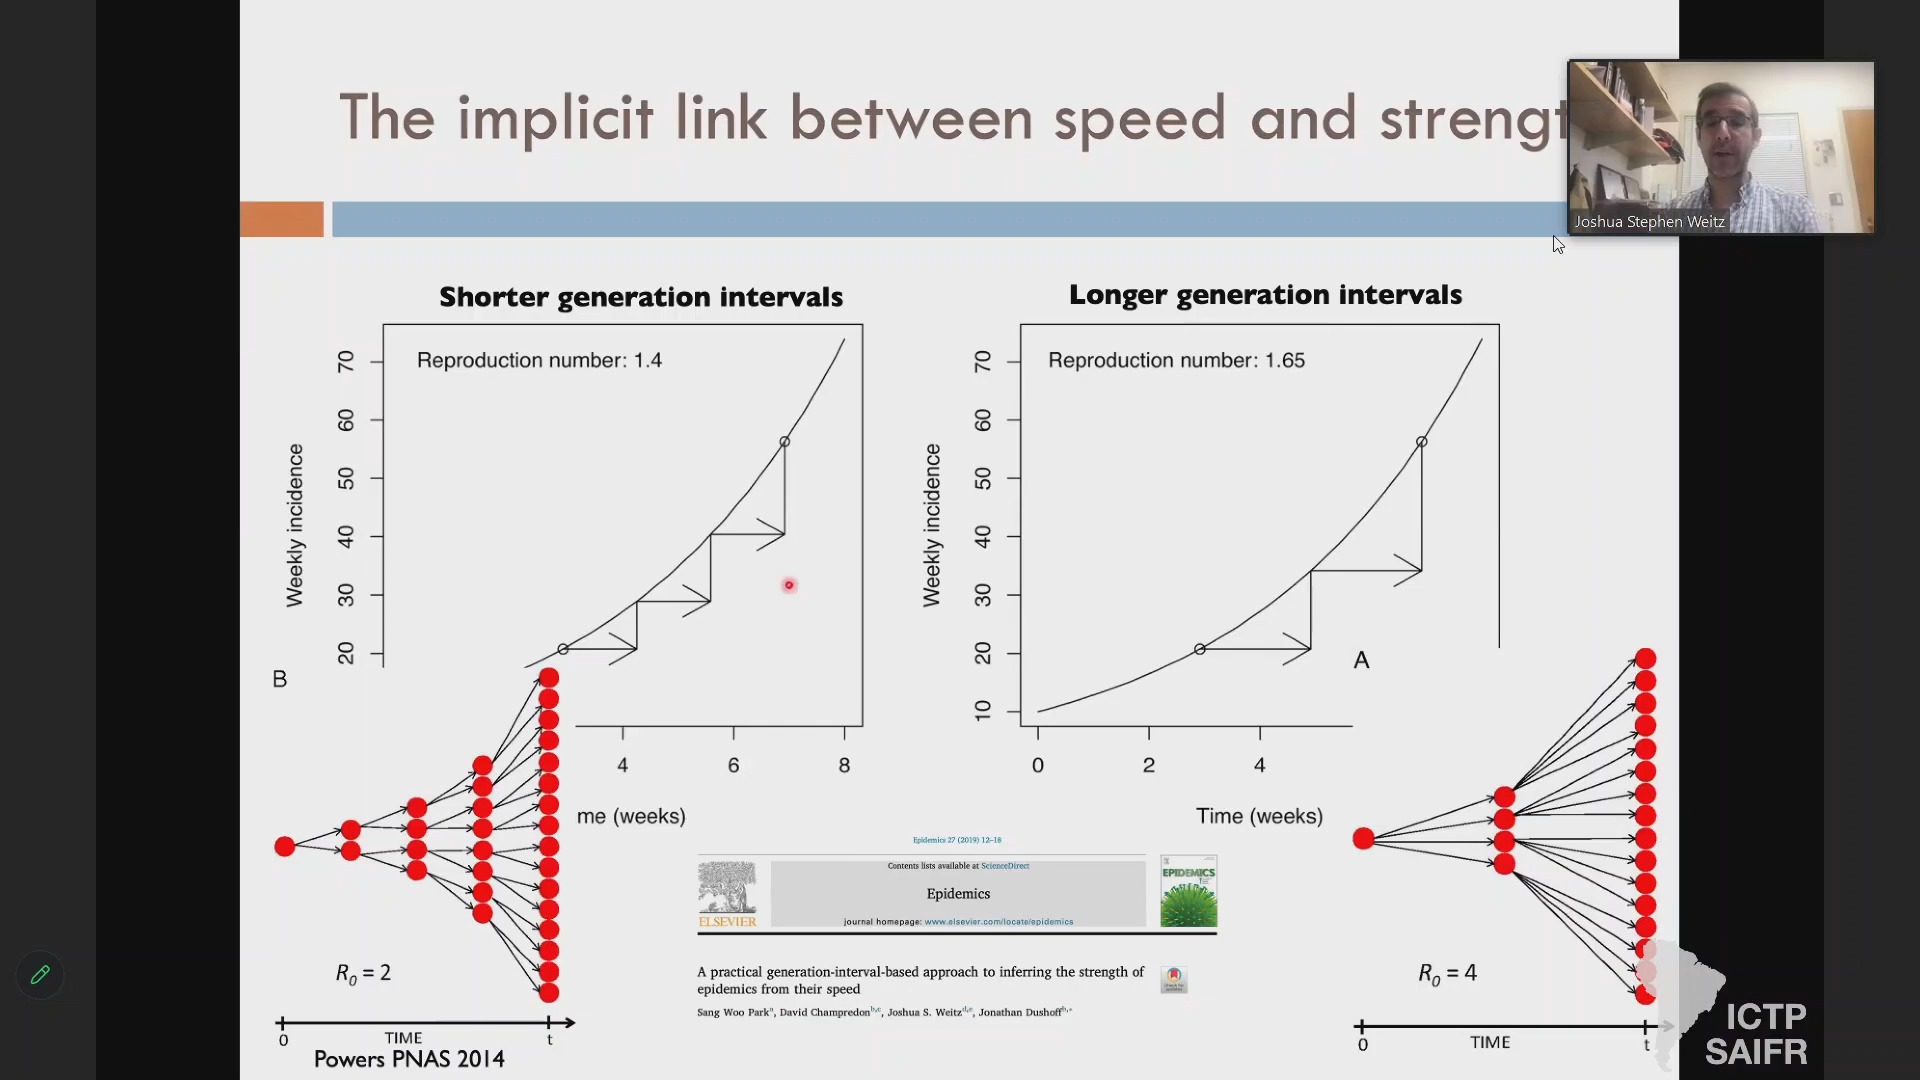 The implicit link between speed and strengt
Joshua Stephen Weitz
Shorter generation intervals
Reproduction number: 1.4
Weekly incidence
70
60
50
40
30
20
4
6
8
me (weeks)
Longer generation intervals
Reproduction number: 1.65
Weekly incidence
70
60
50
40
30
20
10
0
2
4
Time (weeks)
B
R0 = 2
0
TIME
t
Powers PNAS 2014
A
R0 = 4
0
TIME
t
Epidemics 27 (2019) 12–18
Contents lists available at ScienceDirect
Epidemics
journal homepage: www.elsevier.com/locate/epidemics
ELSEVIER
EPIDEMICS
A practical generation-interval-based approach to inferring the strength of
epidemics from their speed
Sang Woo Park, David Champredon, Joshua S. Weitz, Jonathan Dushoff
ICTP
SAIFR